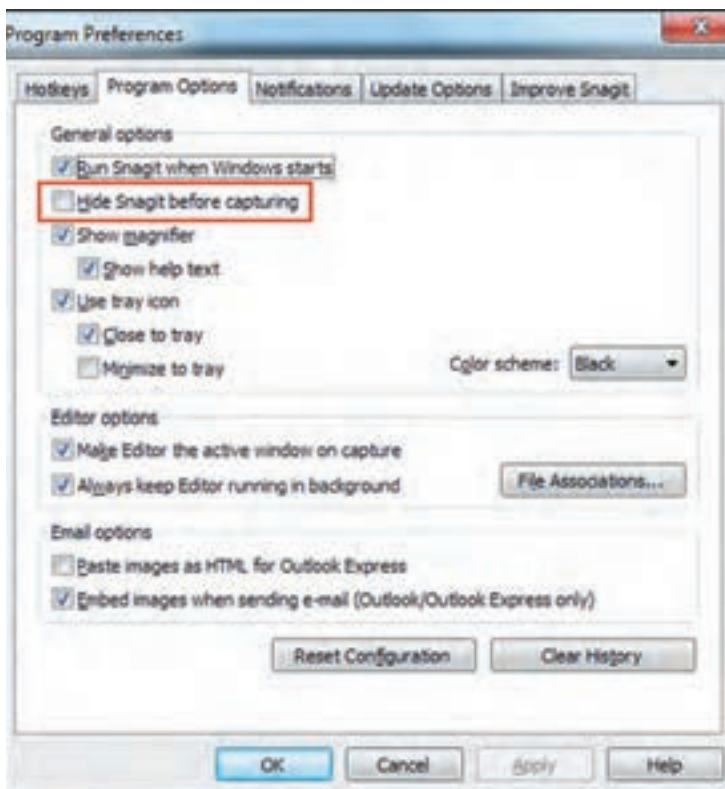 Program Preferences
Hotkeys Program Options Notifications Update Options Improve Snagit
General options
Run Snagit when Windows starts
Hide Snagit before capturing
Show magnifier
Show help text
Use tray icon
Close to tray
Minimize to tray
Color scheme: Black
Editor options
Make Editor the active window on capture
Always keep Editor running in background
File Associations...
Email options
Paste images as HTML for Outlook Express
Embed images when sending e-mail (Outlook/Outlook Express only)
Reset Configuration Clear History
OK Cancel Apply Help